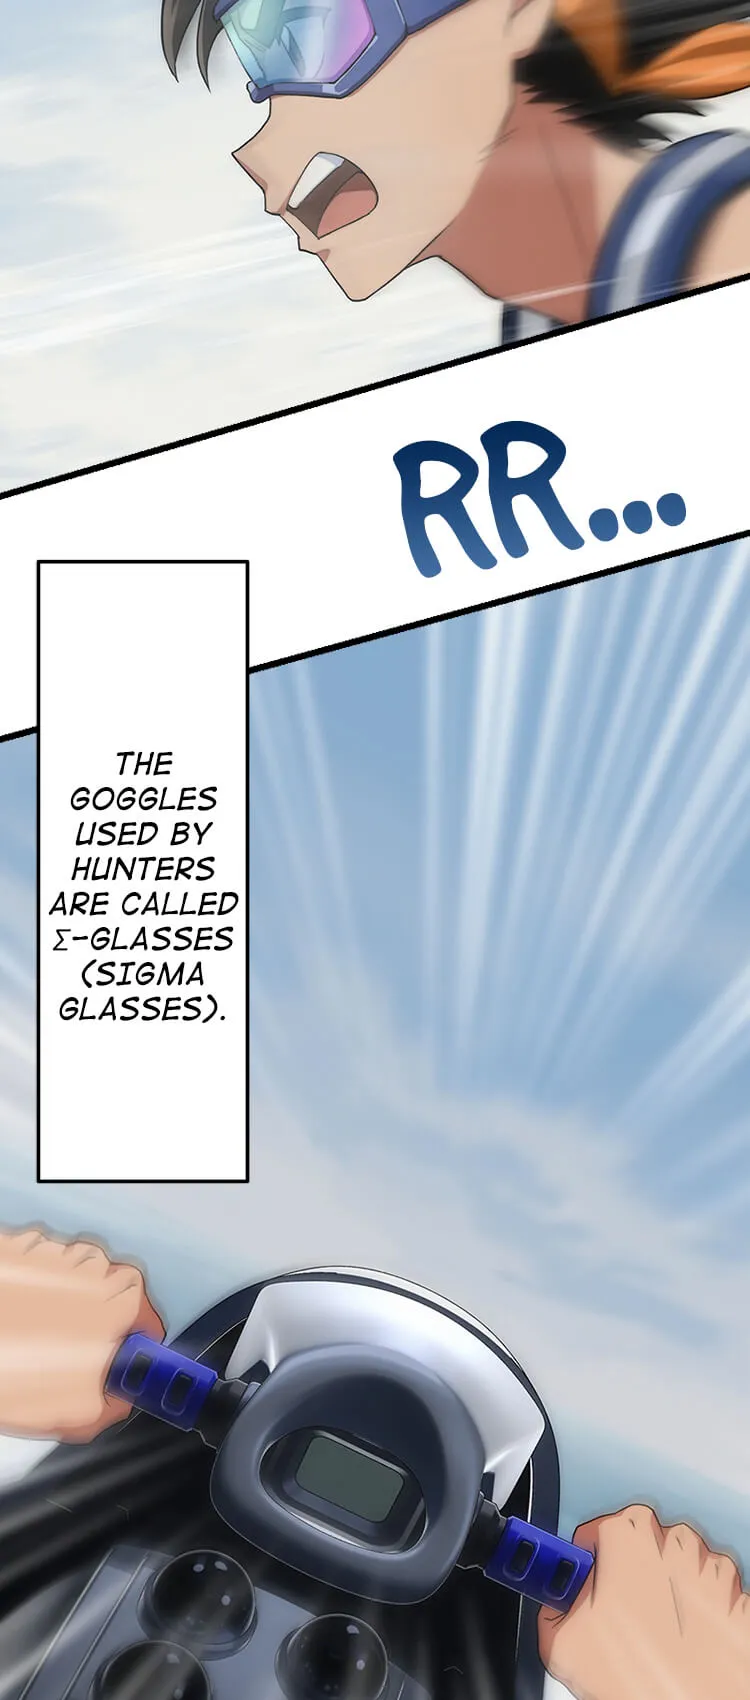 RR...
THE
GOGGLES
USED BY
HUNTERS
ARE CALLED
Σ-GLASSES
(SIGMA
GLASSES).